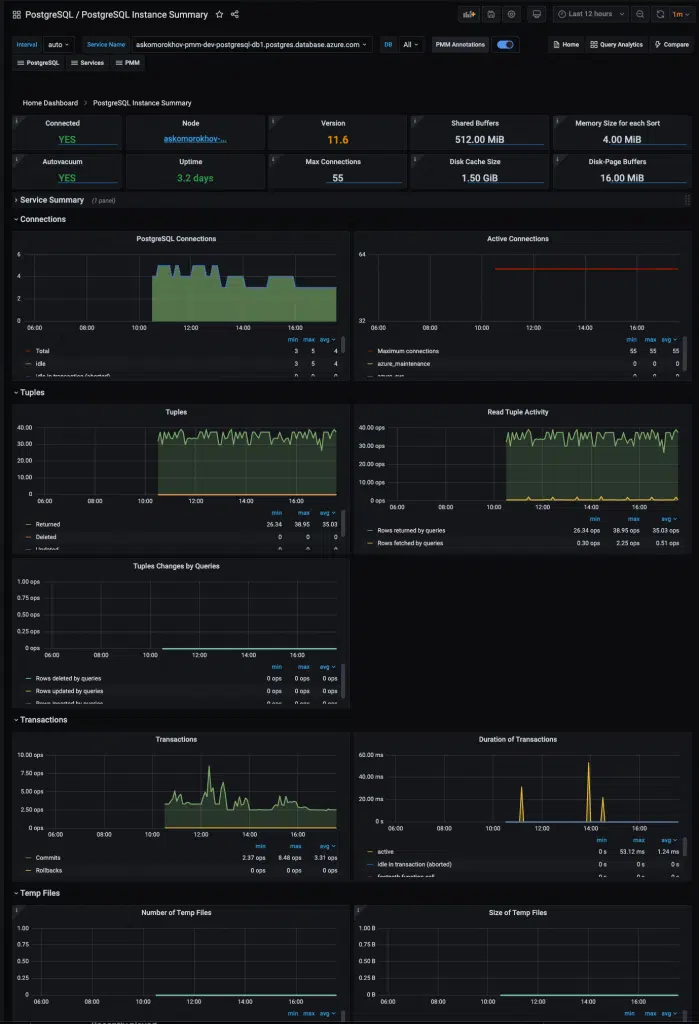 PostgreSQL / PostgreSQL Instance Summary
Last 12 hours
1m
Interval auto Service Name askomorokhov-pmm-dev-postgresql-db1.postgres.database.azure.com DB All PMM Annotations Home Query Analytics Compare
PostgreSQL Services PMM
Home Dashboard > PostgreSQL Instance Summary
Connected Node Version Shared Buffers Memory Size for each Sort
YES askomorokhov-... 11.6 512.00 MiB 4.00 MiB
Autovacuum Uptime Max Connections Disk Cache Size Disk-Page Buffers
YES 3.2 days 55 1.50 GiB 16.00 MiB
Service Summary (1 panel)
Connections
PostgreSQL Connections
6
4
2
0
06:00 08:00 10:00 12:00 14:00 16:00
min max avg
Total 3 5 4
idle 3 5 4
idle in transaction (aborted) 0 0 0
Active Connections
64
32
06:00 08:00 10:00 12:00 14:00 16:00
min max avg
Maximum connections 55 55 55
azure_maintenance 0 0 0
azure_sys 0 0 0
Tuples
Tuples
40.00
30.00
20.00
10.00
0
06:00 08:00 10:00 12:00 14:00 16:00
min max avg
Returned 26.34 38.95 35.03
Deleted 0 0 0
Updated 0 0 0
Read Tuple Activity
40.00 ops
30.00 ops
20.00 ops
10.00 ops
0 ops
06:00 08:00 10:00 12:00 14:00 16:00
min max avg
Rows returned by queries 26.34 ops 38.95 ops 35.03 ops
Rows fetched by queries 0.30 ops 2.25 ops 0.51 ops
Tuples Changes by Queries
1.00 ops
0.75 ops
0.50 ops
0.25 ops
0 ops
06:00 08:00 10:00 12:00 14:00 16:00
min max avg
Rows deleted by queries 0 ops 0 ops 0 ops
Rows updated by queries 0 ops 0 ops 0 ops
Rows inserted by queries 0 ops 0 ops 0 ops
Transactions
Transactions
10.00 ops
7.50 ops
5.00 ops
2.50 ops
0 ops
06:00 08:00 10:00 12:00 14:00 16:00
min max avg
Commits 2.37 ops 8.48 ops 3.31 ops
Rollbacks 0 ops 0 ops 0 ops
Duration of Transactions
60.00 ms
40.00 ms
20.00 ms
0 s
06:00 08:00 10:00 12:00 14:00 16:00
min max avg
active 0 s 53.12 ms 1.24 ms
idle in transaction (aborted) 0 s 0 s 0 s
fastpath function call 0 s 0 s 0 s
Temp Files
Number of Temp Files
1.00
0.75
0.50
0.25
0
06:00 08:00 10:00 12:00 14:00 16:00
min max avg
Size of Temp Files
1.00 B
0.75 B
0.50 B
0.25 B
0 B
06:00 08:00 10:00 12:00 14:00 16:00
min max avg